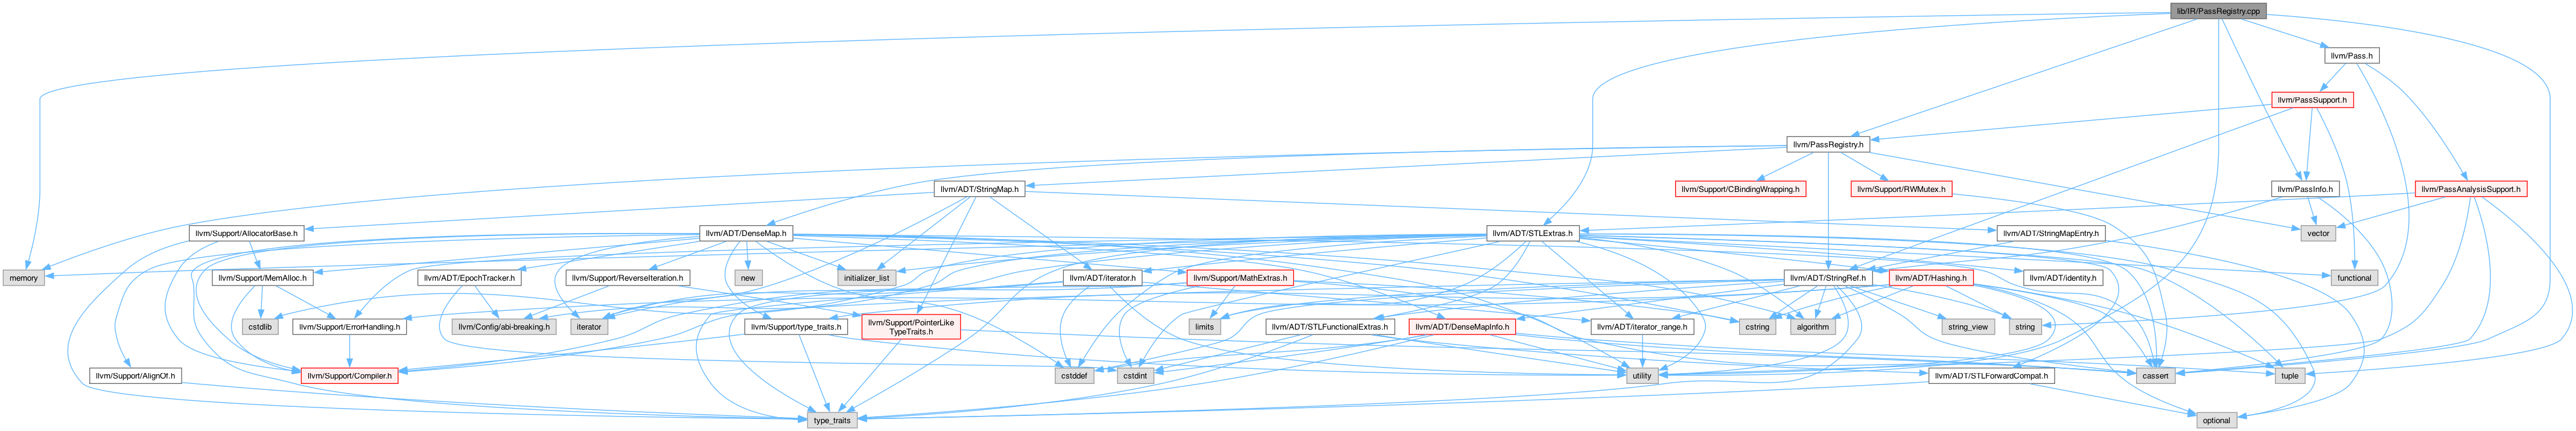 lib/IR/PassRegistry.cpp
llvm/Pass.h
llvm/PassSupport.h
llvm/PassRegistry.h
llvm/ADT/StringMap.h
llvm/Support/CBindingWrapping.h
llvm/Support/RWMutex.h
llvm/PassInfo.h
llvm/PassAnalysisSupport.h
llvm/Support/AllocatorBase.h
llvm/ADT/DenseMap.h
llvm/ADT/STLExtras.h
llvm/ADT/StringMapEntry.h
vector
memory
llvm/Support/MemAlloc.h
llvm/ADT/EpochTracker.h
llvm/Support/ReverseIteration.h
new
initializer_list
llvm/ADT/iterator.h
llvm/Support/MathExtras.h
llvm/ADT/StringRef.h
llvm/ADT/Hashing.h
llvm/ADT/identity.h
functional
cstdlib
llvm/Support/ErrorHandling.h
llvm/Config/abi-breaking.h
iterator
llvm/Support/type_traits.h
llvm/Support/PointerLike
TypeTraits.h
limits
llvm/ADT/STLFunctionalExtras.h
llvm/ADT/DenseMapInfo.h
llvm/ADT/iterator_range.h
cstring
algorithm
string_view
string
llvm/Support/AlignOf.h
llvm/Support/Compiler.h
cstddef
cstdint
utility
llvm/ADT/STLForwardCompat.h
cassert
tuple
type_traits
optional